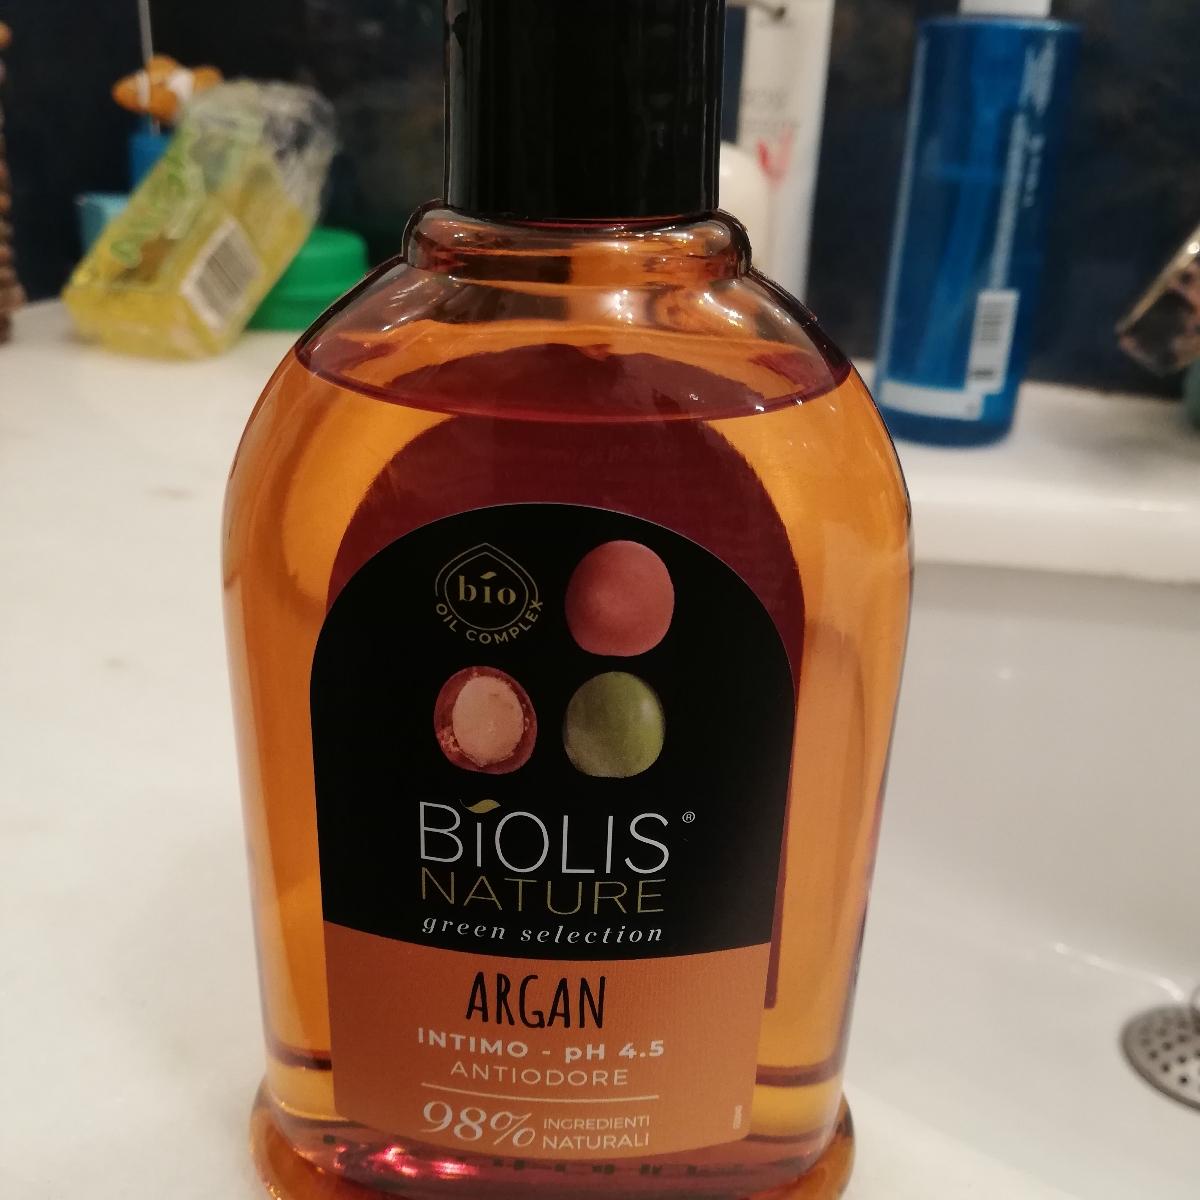 bio
OIL COMPLEX
BIOLIS®
NATURE
green selection
ARGAN
INTIMO - pH 4.5
ANTIODORE
98% INGREDIENTI
NATURALI